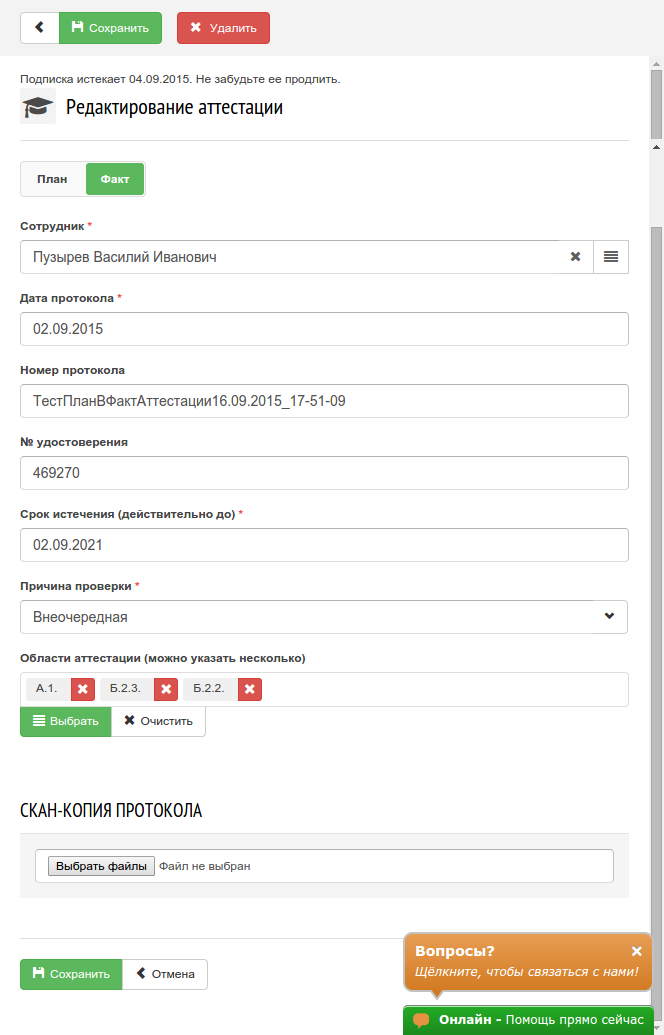 Сохранить Удалить
Подписка истекает 04.09.2015. Не забудьте ее продлить.
Редактирование аттестации
План Факт
Сотрудник *
Пузырев Василий Иванович
Дата протокола *
02.09.2015
Номер протокола
ТестПланВФактАттестации16.09.2015_17-51-09
№ удостоверения
469270
Срок истечения (действительно до) *
02.09.2021
Причина проверки *
Внеочередная
Области аттестации (можно указать несколько)
А.1. Б.2.3. Б.2.2.
Выбрать Очистить
СКАН-КОПИЯ ПРОТОКОЛА
Выбрать файлы Файл не выбран
Сохранить Отмена
Вопросы?
Щёлкните, чтобы связаться с нами!
Онлайн - Помощь прямо сейчас